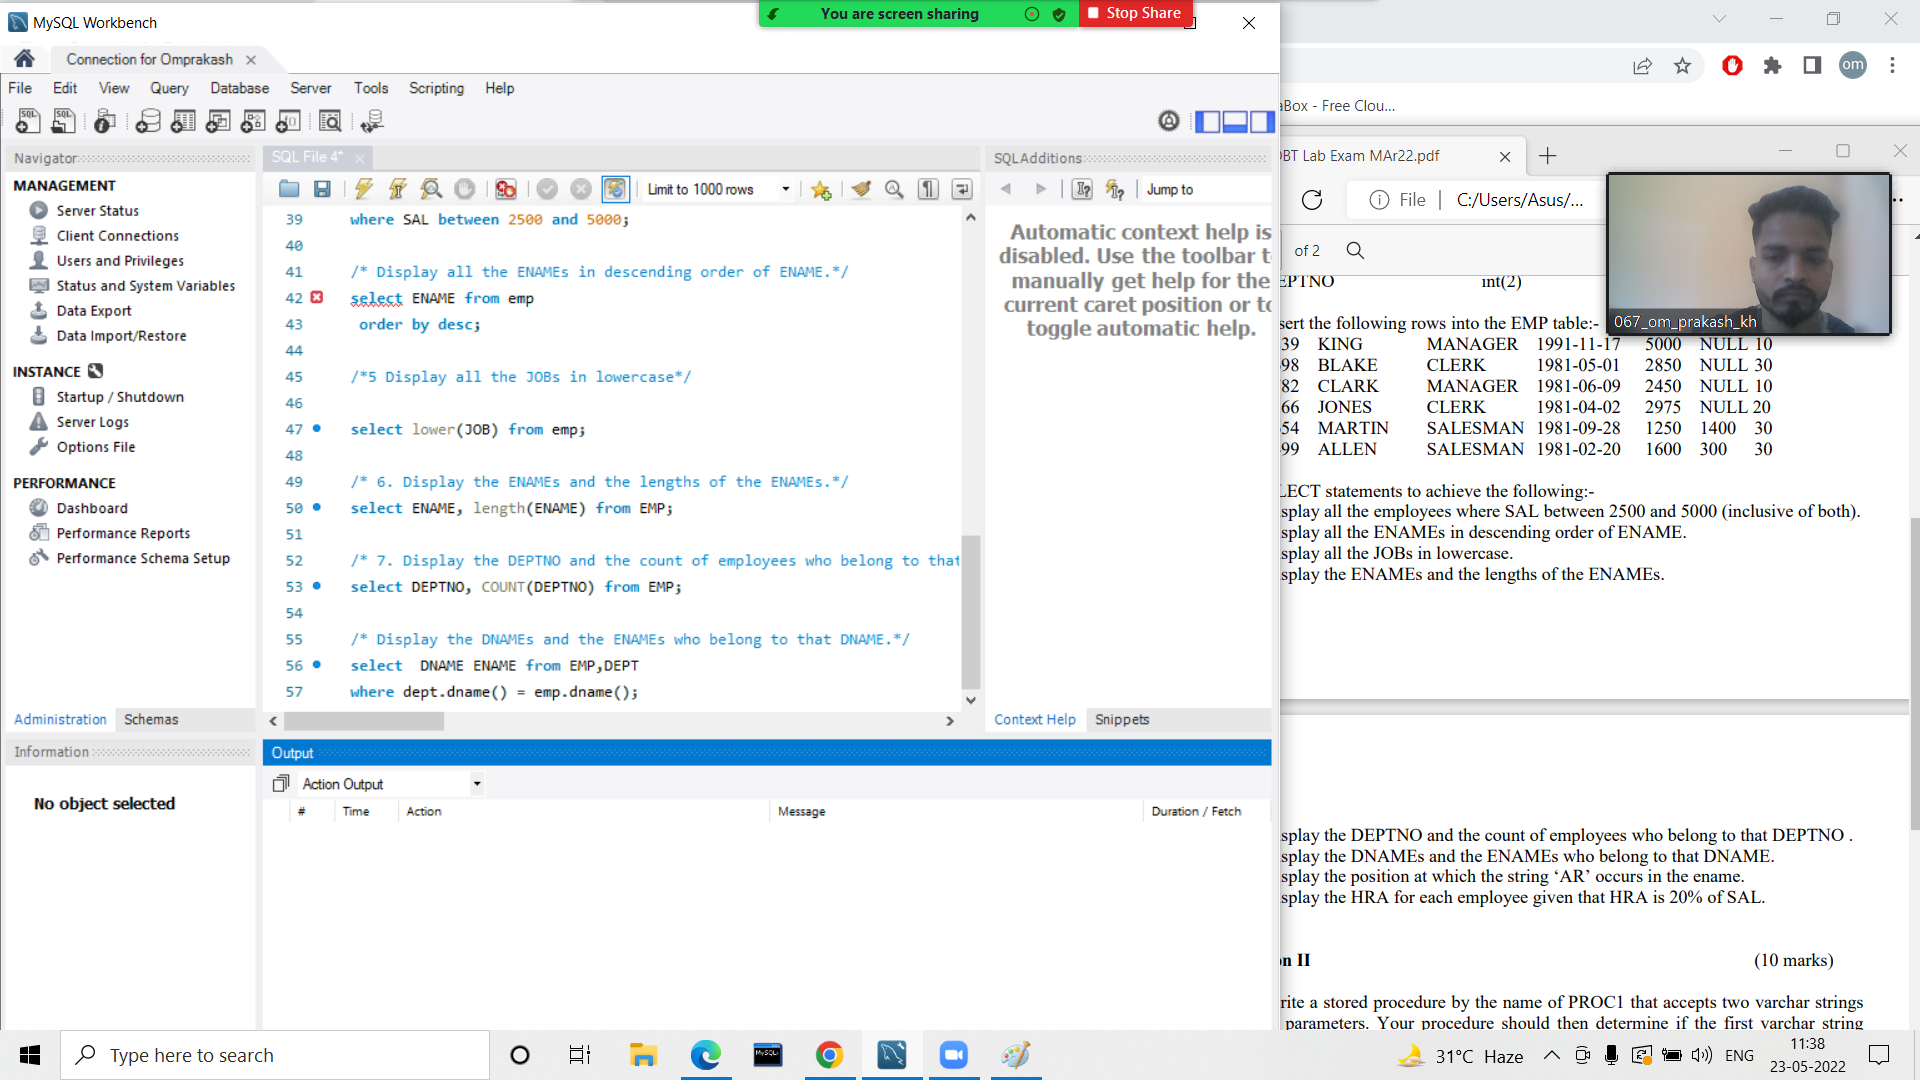 MySQL Workbench
You are screen sharing
Stop Share
Connection for Omprakash
File Edit View Query Database Server Tools Scripting Help
om
aBox - Free Clou...
Navigator
SQL File 4*
SQLAdditions
DBT Lab Exam MAr22.pdf
MANAGEMENT
Server Status
Client Connections
Users and Privileges
Status and System Variables
Data Export
Data Import/Restore
INSTANCE
Startup / Shutdown
Server Logs
Options File
PERFORMANCE
Dashboard
Performance Reports
Performance Schema Setup
Administration Schemas
Information
No object selected
Limit to 1000 rows
39 where SAL between 2500 and 5000;
40
41 /* Display all the ENAMEs in descending order of ENAME.*/
42 select ENAME from emp
43 order by desc;
44
45 /*5 Display all the JOBs in lowercase*/
46
47 select lower(JOB) from emp;
48
49 /* 6. Display the ENAMEs and the lengths of the ENAMEs.*/
50 select ENAME, length(ENAME) from EMP;
51
52 /* 7. Display the DEPTNO and the count of employees who belong to that
53 select DEPTNO, COUNT(DEPTNO) from EMP;
54
55 /* Display the DNAMEs and the ENAMEs who belong to that DNAME.*/
56 select DNAME ENAME from EMP,DEPT
57 where dept.dname() = emp.dname();
Jump to
Automatic context help is
disabled. Use the toolbar t
manually get help for the
current caret position or to
toggle automatic help.
Context Help Snippets
Output
Action Output
# Time Action Message Duration / Fetch
File C:/Users/Asus/...
of 2
067_om_prakash_kh
EPTNO int(2)
sert the following rows into the EMP table:-
39 KING MANAGER 1991-11-17 5000 NULL 10
98 BLAKE CLERK 1981-05-01 2850 NULL 30
82 CLARK MANAGER 1981-06-09 2450 NULL 10
66 JONES CLERK 1981-04-02 2975 NULL 20
54 MARTIN SALESMAN 1981-09-28 1250 1400 30
99 ALLEN SALESMAN 1981-02-20 1600 300 30
LECT statements to achieve the following:-
splay all the employees where SAL between 2500 and 5000 (inclusive of both).
splay all the ENAMEs in descending order of ENAME.
splay all the JOBs in lowercase.
splay the ENAMEs and the lengths of the ENAMEs.
splay the DEPTNO and the count of employees who belong to that DEPTNO .
splay the DNAMEs and the ENAMEs who belong to that DNAME.
splay the position at which the string ‘AR’ occurs in the ename.
splay the HRA for each employee given that HRA is 20% of SAL.
on II (10 marks)
rite a stored procedure by the name of PROC1 that accepts two varchar strings
parameters. Your procedure should then determine if the first varchar string
Type here to search
31°C Haze
ENG
11:38
23-05-2022